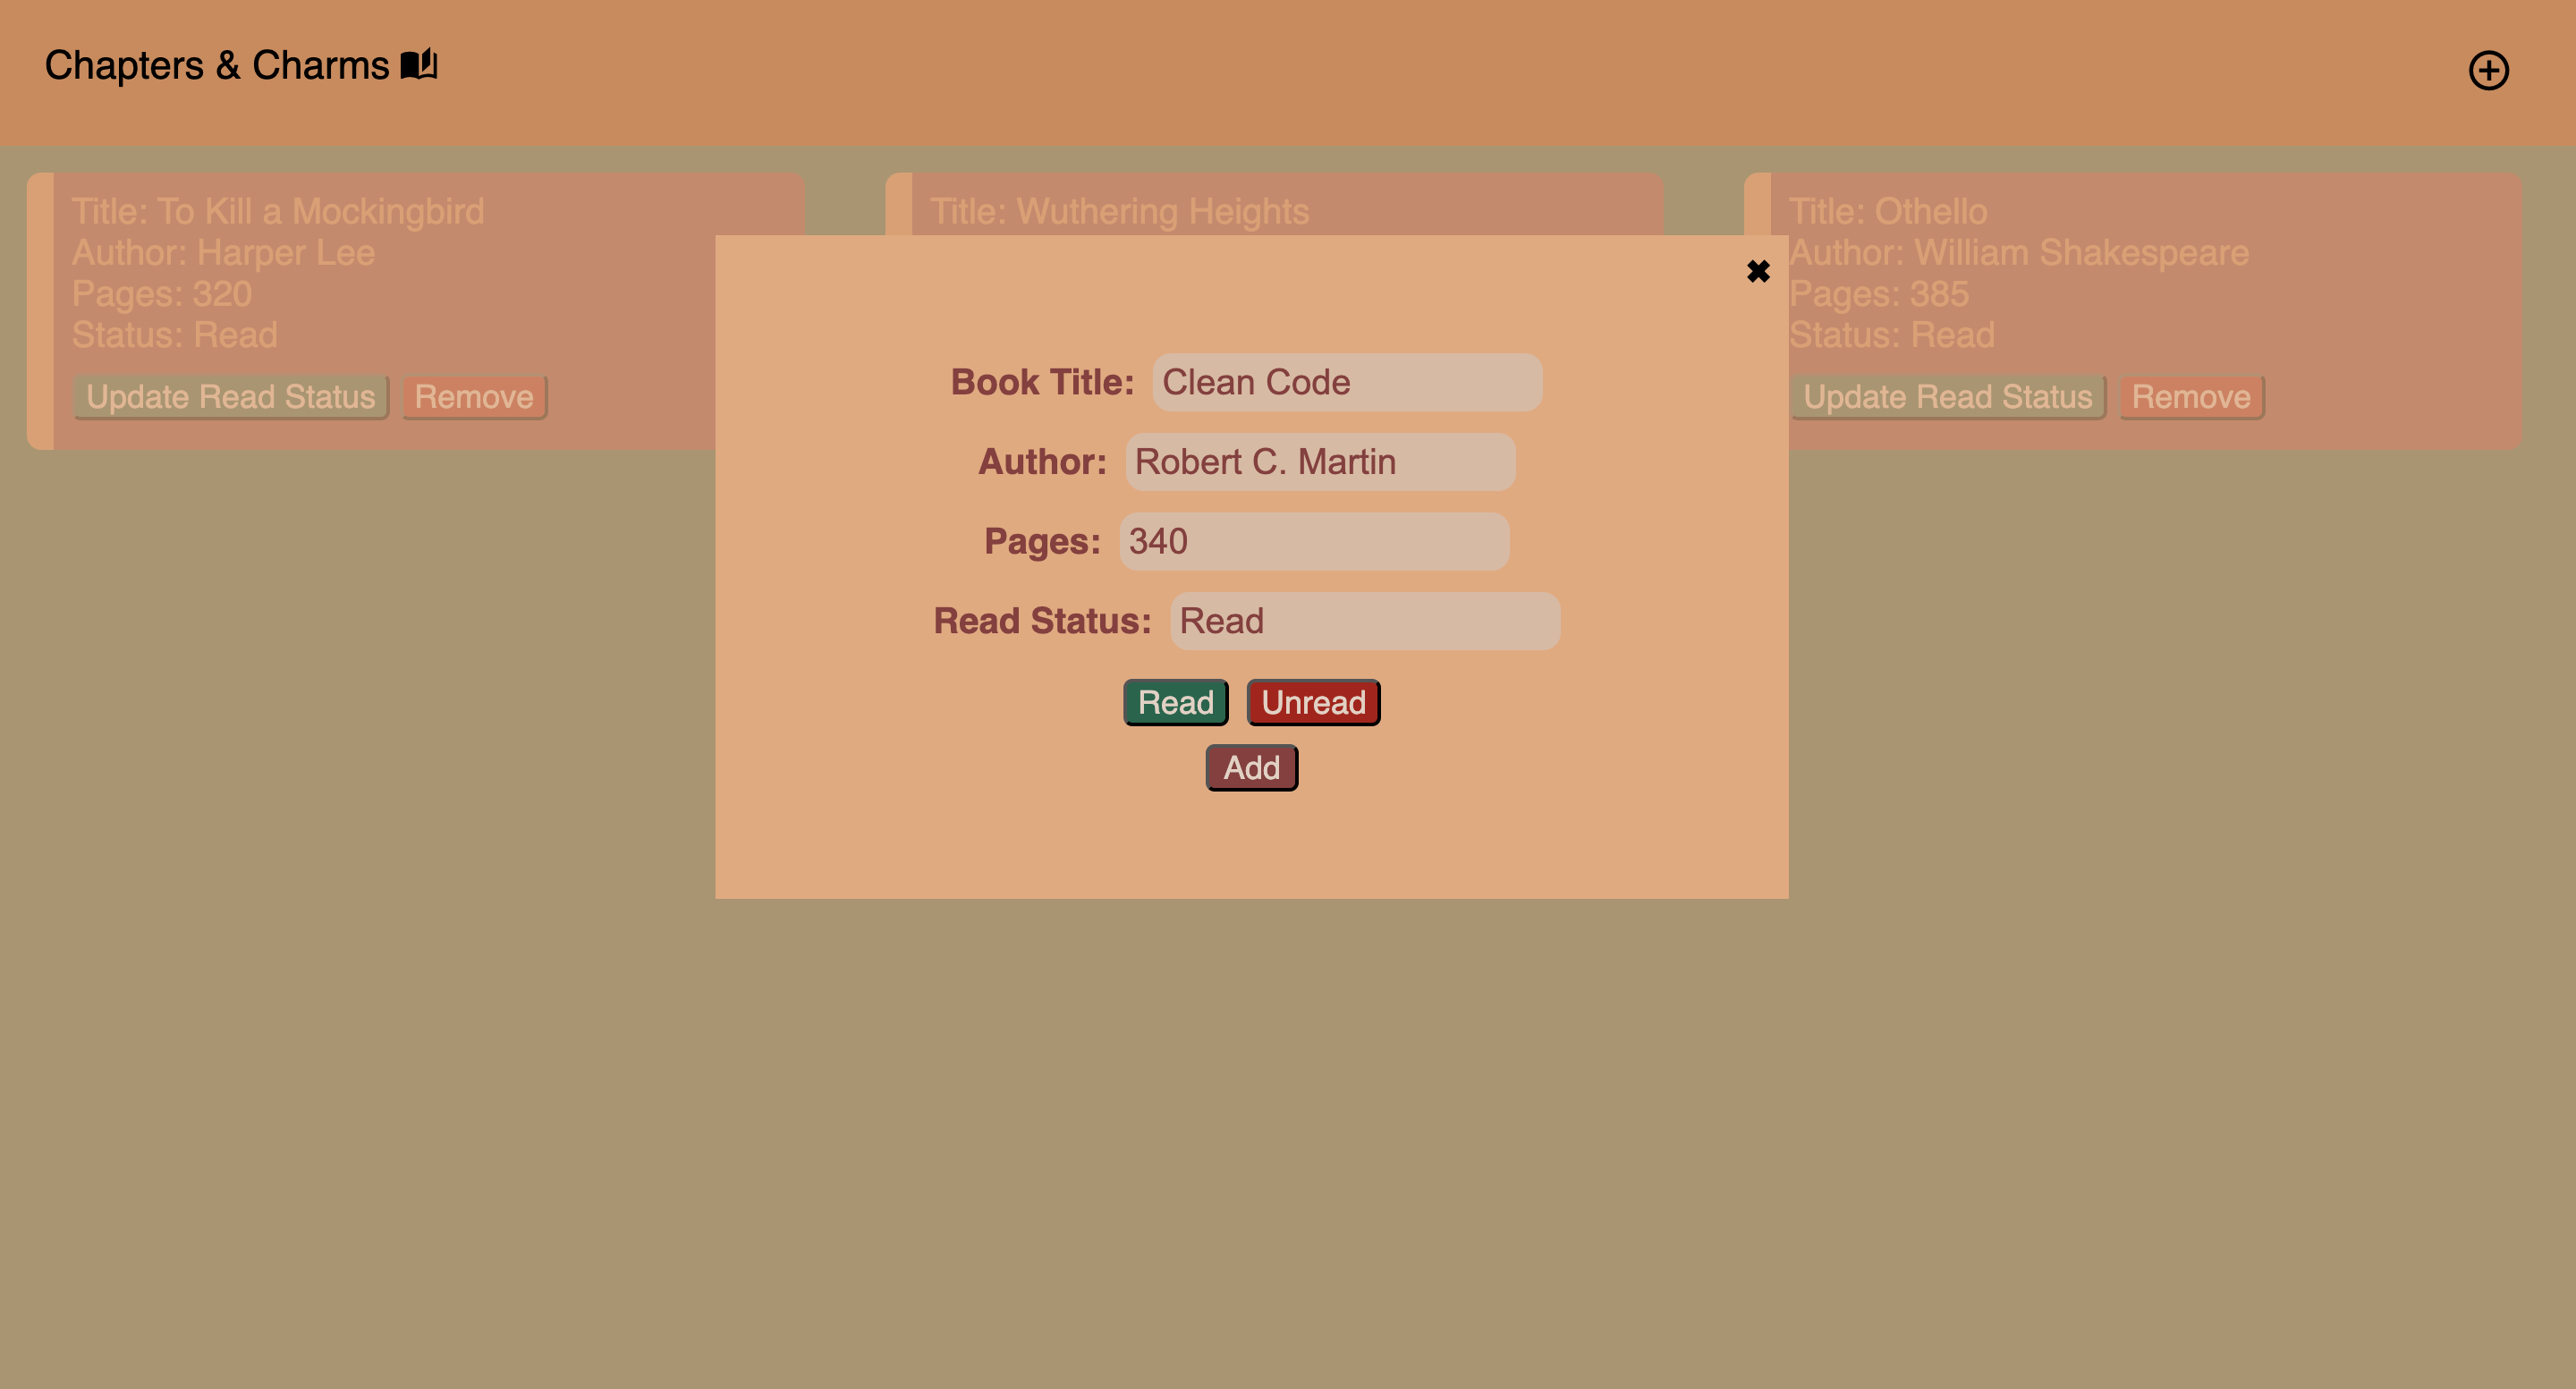 Chapters & Charms
Title: To Kill a Mockingbird
Author: Harper Lee
Pages: 320
Status: Read
Update Read Status Remove
Title: Wuthering Heights
Title: Othello
Author: William Shakespeare
Pages: 385
Status: Read
Update Read Status Remove
Book Title: Clean Code
Author: Robert C. Martin
Pages: 340
Read Status: Read
Read Unread
Add